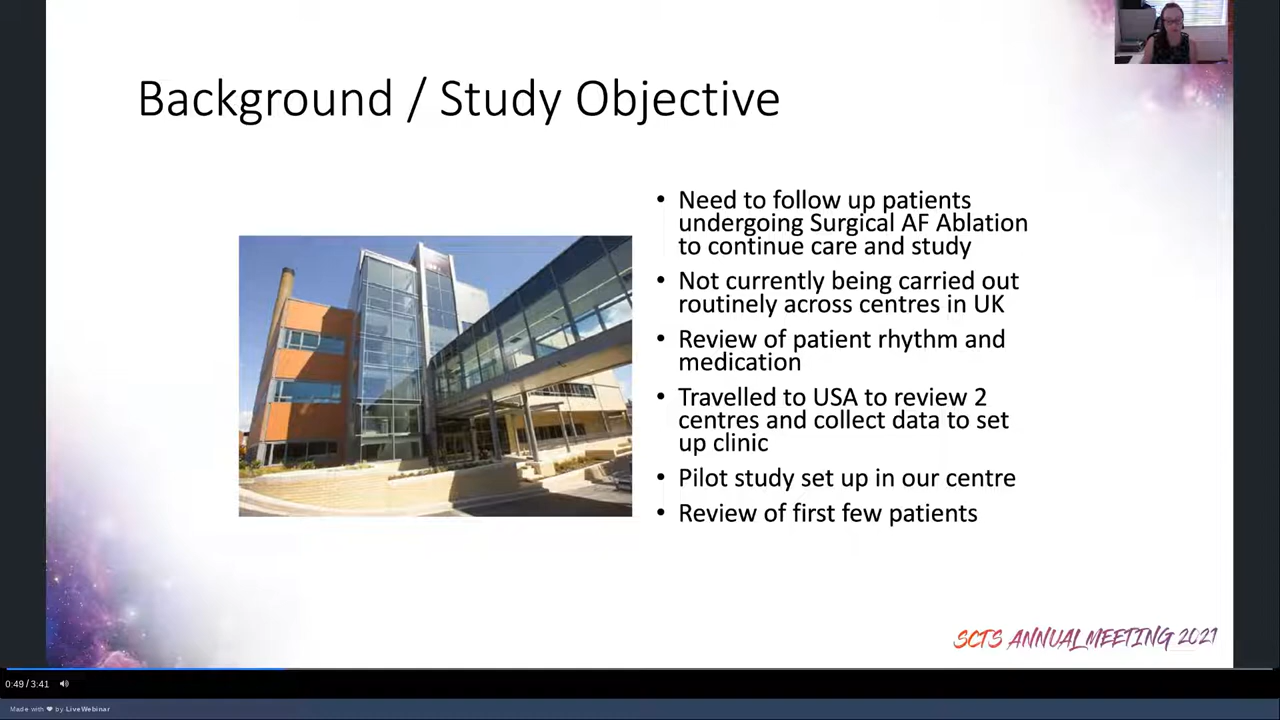 Background / Study Objective
• Need to follow up patients
undergoing Surgical AF Ablation
to continue care and study
• Not currently being carried out
routinely across centres in UK
• Review of patient rhythm and
medication
• Travelled to USA to review 2
centres and collect data to set
up clinic
• Pilot study set up in our centre
• Review of first few patients
SCTS ANNUAL MEETING 2021
0:49 / 3:41
Made with ❤ by LiveWebinar